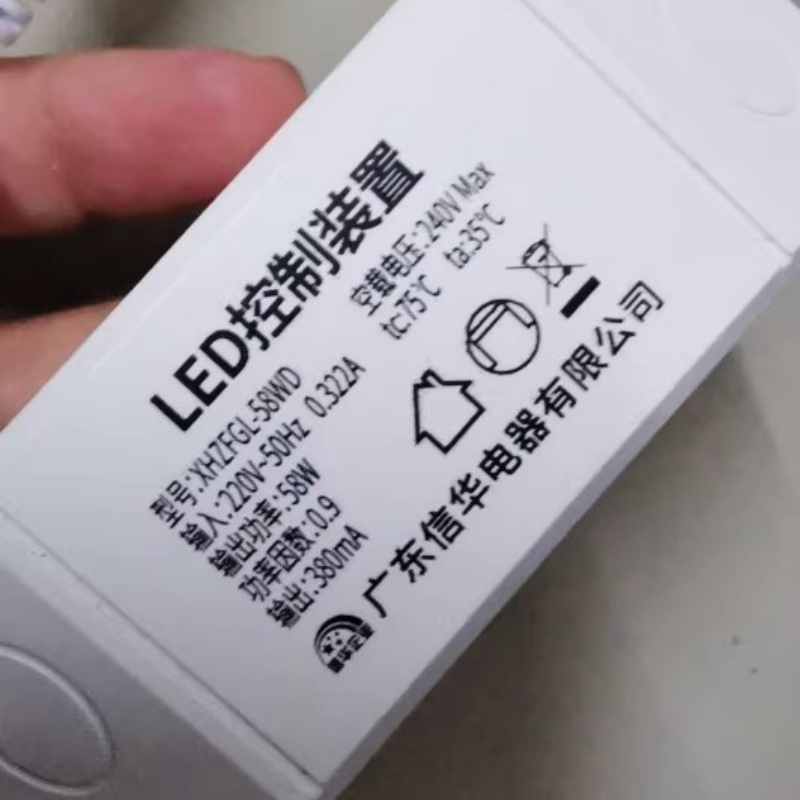 LED控制装置
型号:XHZFGL-58WD
输入:220V~50Hz 0.322A
输出功率:58W
功率因数:0.9
输出:380mA
空载电压:240V Max
tc:75℃ ta:35℃
广东信华电器有限公司